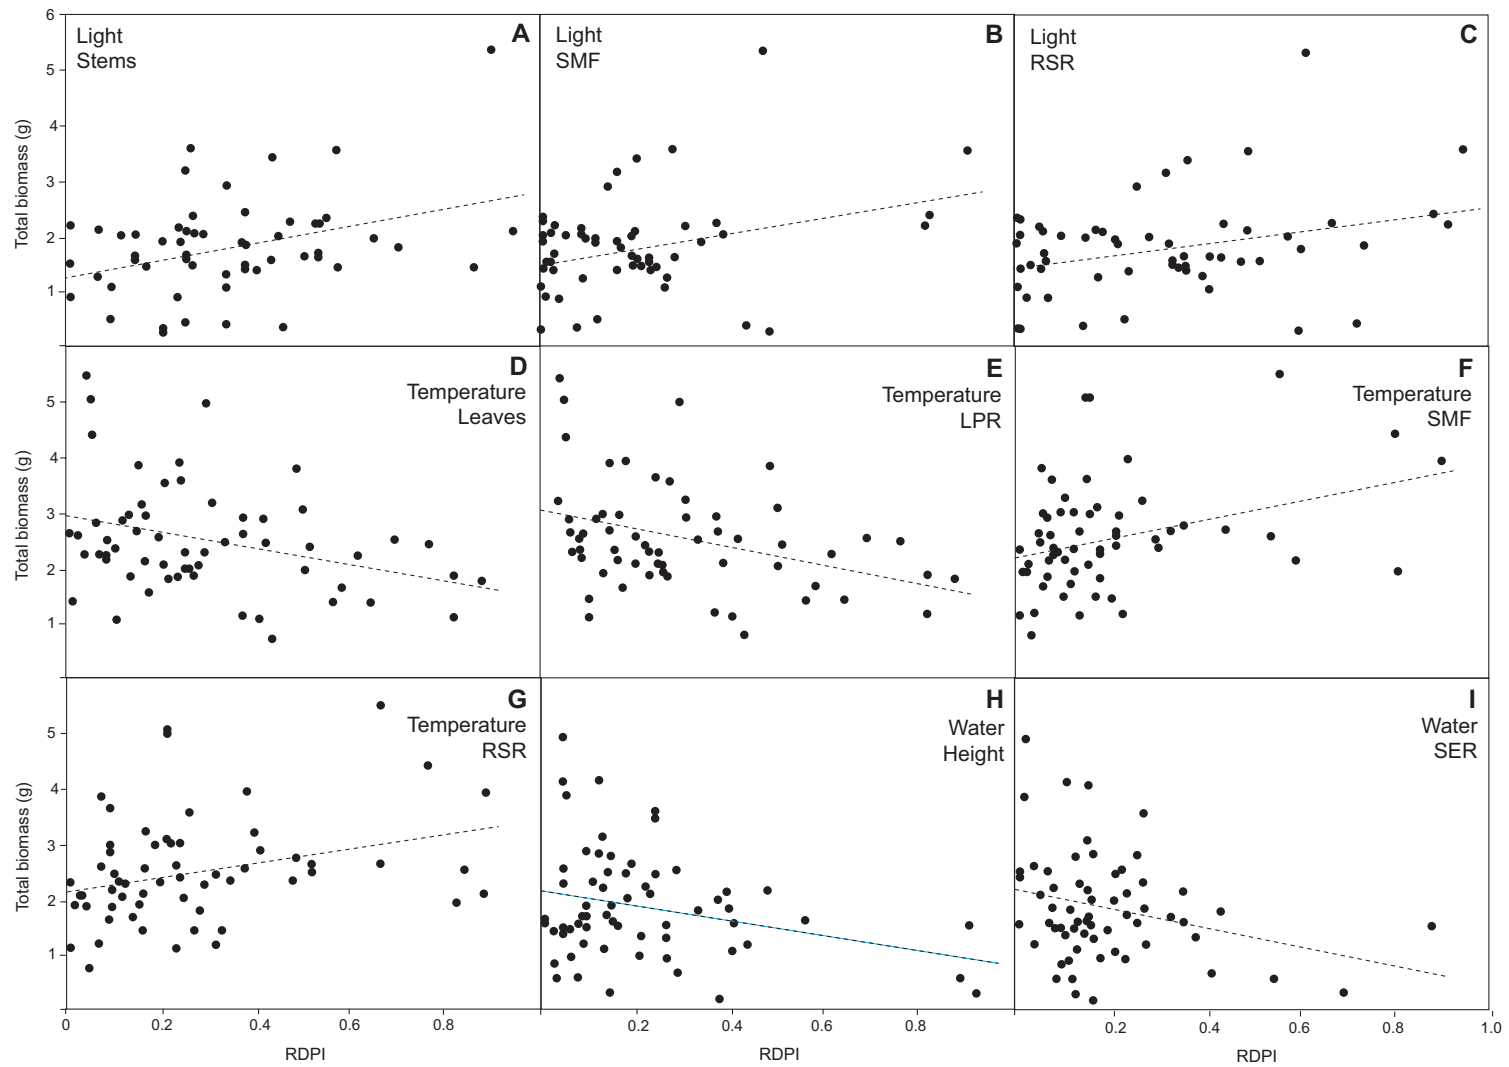 A
B
C
Light
Stems
Light
SMF
Light
RSR
6
5
4
3
2
1
Total biomass (g)
D
Temperature
Leaves
E
Temperature
LPR
F
Temperature
SMF
5
4
3
2
1
Total biomass (g)
G
Temperature
RSR
H
Water
Height
I
Water
SER
5
4
3
2
1
Total biomass (g)
0 0.2 0.4 0.6 0.8
0.2 0.4 0.6 0.8
0.2 0.4 0.6 0.8 1.0
RDPI
RDPI
RDPI